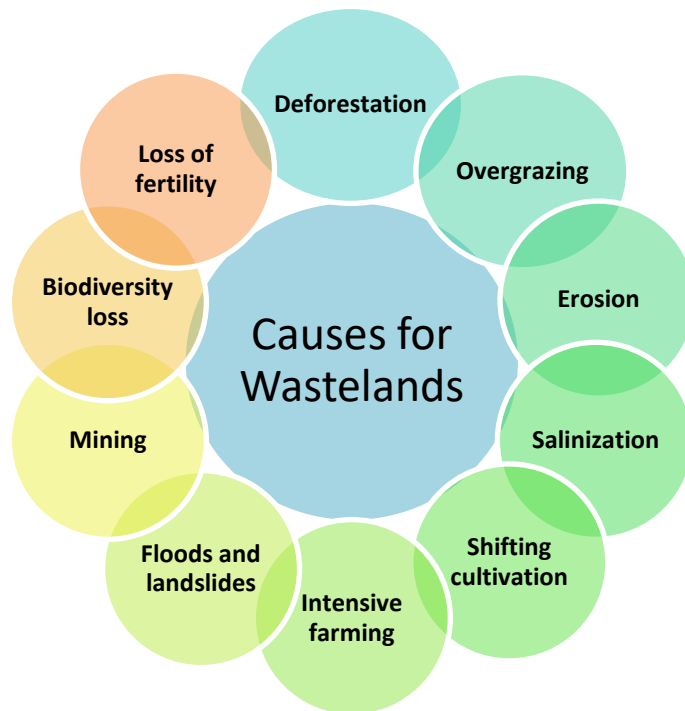 Causes for
Wastelands
Deforestation
Overgrazing
Erosion
Salinization
Shifting
cultivation
Intensive
farming
Floods and
landslides
Mining
Biodiversity
loss
Loss of
fertility